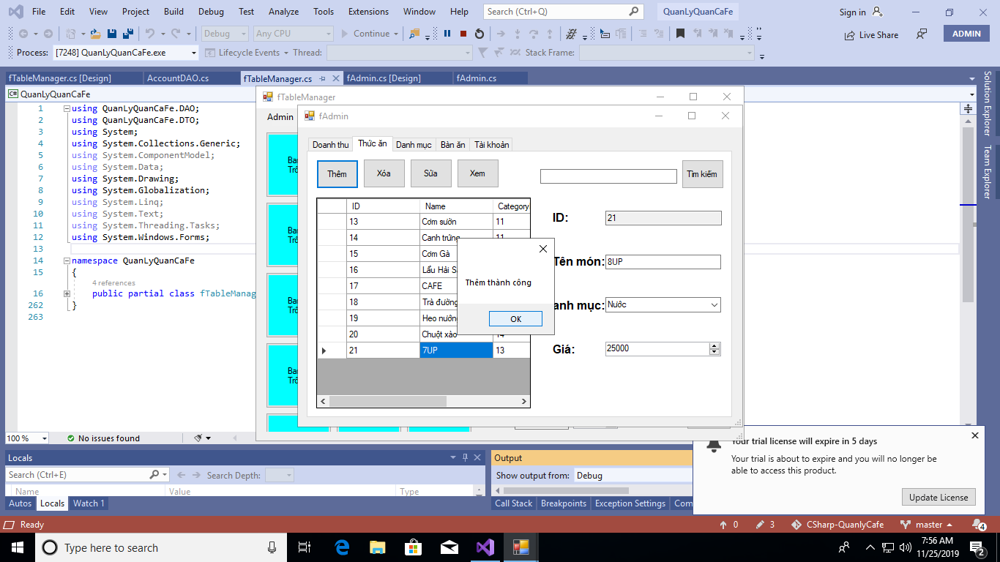 File Edit View Project Build Debug Test Analyze Tools Extensions Window Help Search (Ctrl+Q) QuanLyQuanCaFe Sign in
Debug Any CPU Continue Live Share ADMIN
Process: [7248] QuanLyQuanCaFe.exe Lifecycle Events Thread: Stack Frame:
fTableManager.cs [Design] AccountDAO.cs fTableManager.cs fAdmin.cs [Design] fAdmin.cs
C# QuanLyQuanCaFe
Solution Explorer
Team Explorer
1 using QuanLyQuanCaFe.DAO;
2 using QuanLyQuanCaFe.DTO;
3 using System;
4 using System.Collections.Generic;
5 using System.ComponentModel;
6 using System.Data;
7 using System.Drawing;
8 using System.Globalization;
9 using System.Linq;
10 using System.Text;
11 using System.Threading.Tasks;
12 using System.Windows.Forms;
13
14 namespace QuanLyQuanCaFe
15 {
4 references
16 public partial class fTableManag
262 }
263
fTableManager
Admin
fAdmin
Doanh thu Thức ăn Danh mục Bàn ăn Tài khoản
Thêm Xóa Sửa Xem Tìm kiếm
ID Name Category
13 Cơm sườn 11
14 Canh trứng 11
15 Cơm Gà
16 Lẩu Hải S
17 CAFE
18 Trà đường
19 Heo nướng
20 Chuột xào 14
21 7UP 13
ID: 21
Tên món: 8UP
anh mục: Nước
Giá: 25000
Thêm thành công
OK
100 % No issues found
Locals
Search (Ctrl+E) Search Depth:
Name Value Type
Autos Locals Watch 1
Output
Show output from: Debug
Call Stack Breakpoints Exception Settings Com
Your trial license will expire in 5 days
Your trial is about to expire and you will no longer be
able to access this product.
Update License
Ready 0 3 CSharp-QuanlyCafe master 4
Type here to search
7:56 AM
11/25/2019
2